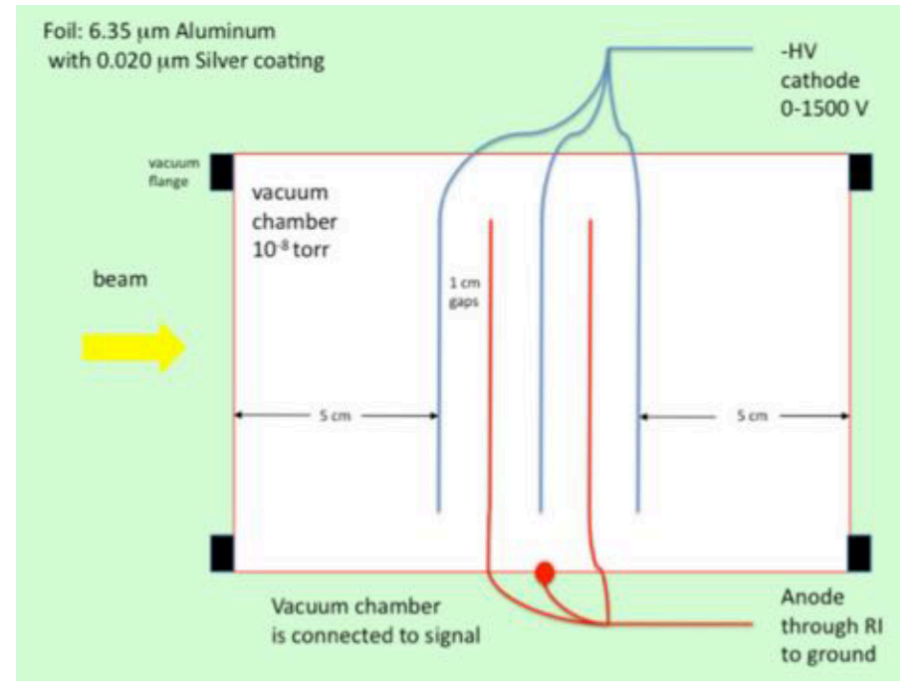 Foil: 6.35 μm Aluminum
with 0.020 μm Silver coating
-HV
cathode
0-1500 V
vacuum
flange
vacuum
chamber
10⁻⁸ torr
beam
1 cm
gaps
5 cm
5 cm
Vacuum chamber
is connected to signal
Anode
through RI
to ground